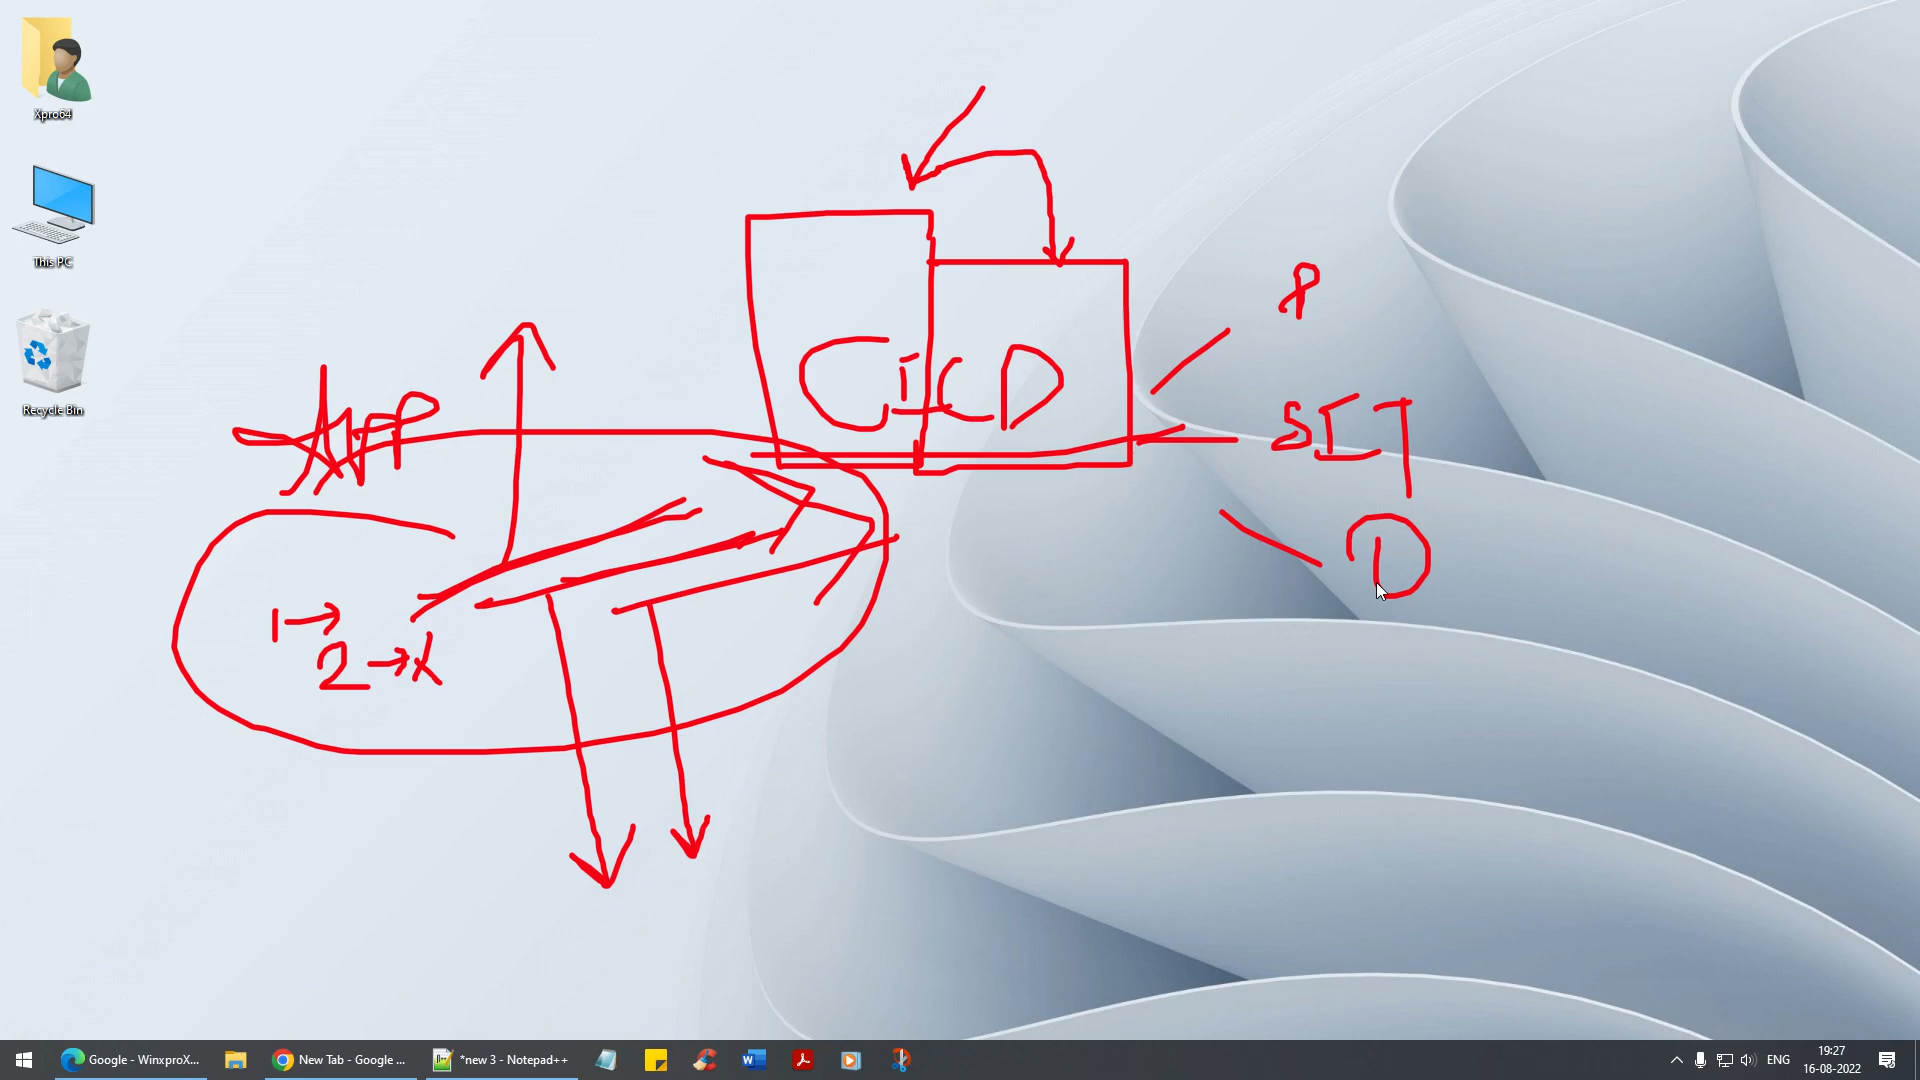 Xpro64
This PC
Recycle Bin
CiCD
P
SIT
D
APP
1→
2→x
Google - WinxproX...
New Tab - Google ...
*new 3 - Notepad++
ENG
19:27
16-08-2022